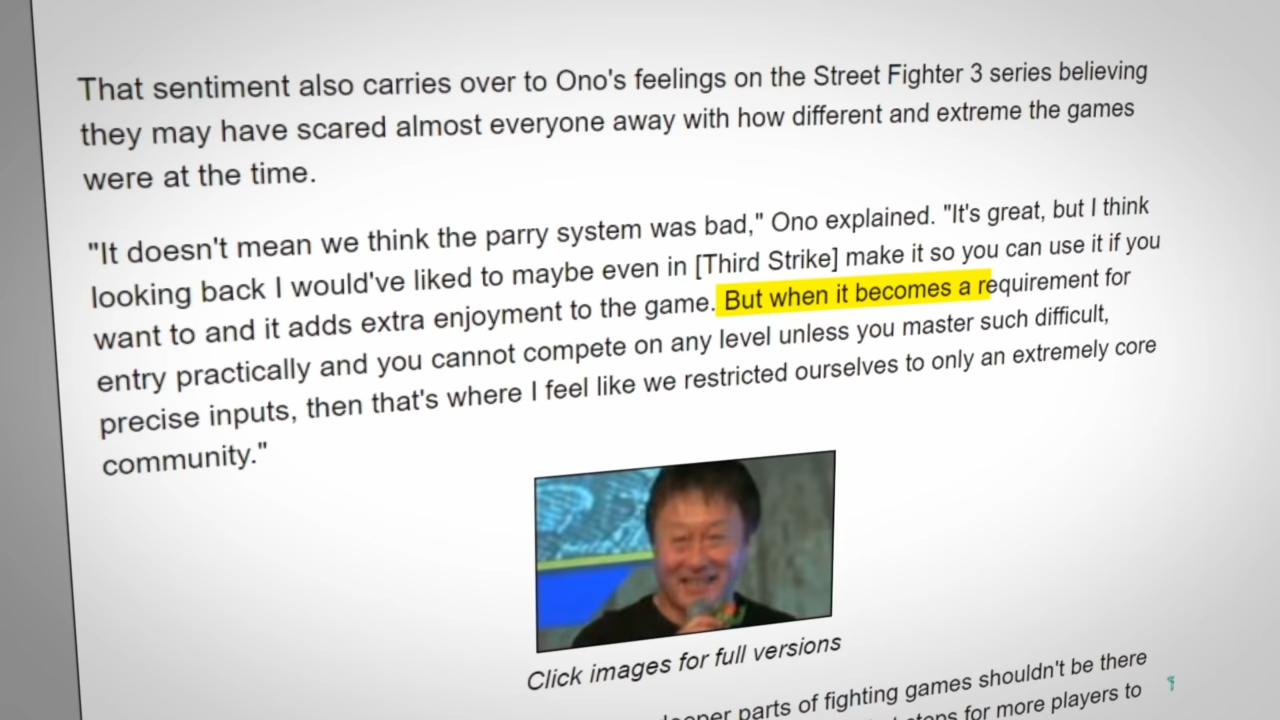 That sentiment also carries over to Ono's feelings on the Street Fighter 3 series believing
they may have scared almost everyone away with how different and extreme the games
were at the time.
"It doesn't mean we think the parry system was bad," Ono explained. "It's great, but I think
looking back I would've liked to maybe even in [Third Strike] make it so you can use it if you
want to and it adds extra enjoyment to the game. But when it becomes a requirement for
entry practically and you cannot compete on any level unless you master such difficult,
precise inputs, then that's where I feel like we restricted ourselves to only an extremely core
community."
Click images for full versions
parts of fighting games shouldn't be there
for more players to